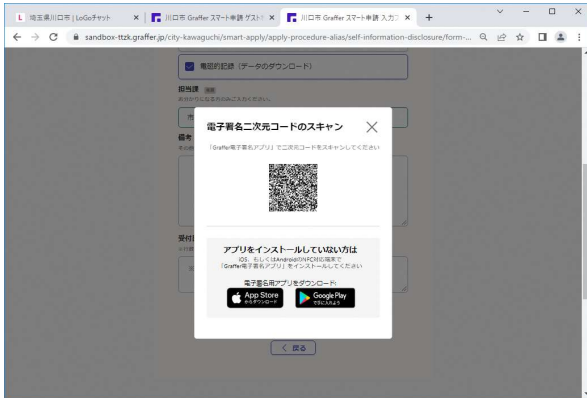 埼玉県川口市 | LoGoチャット
川口市 Graffer スマート申請 ゲスト
川口市 Graffer スマート申請 入力フ
sandbox-ttzk.graffer.jp/city-kawaguchi/smart-apply/apply-procedure-alias/self-information-disclosure/form-...
電磁的記録（データのダウンロード）
担当課
備考
電子署名二次元コードのスキャン
「Graffer電子署名アプリ」で二次元コードをスキャンしてください
アプリをインストールしていない方は
iOS、もしくはAndroidのNFC対応端末で
「Graffer電子署名アプリ」をインストールしてください
電子署名用アプリをダウンロード:
App Store
からダウンロード
Google Play
で手に入れよう
戻る